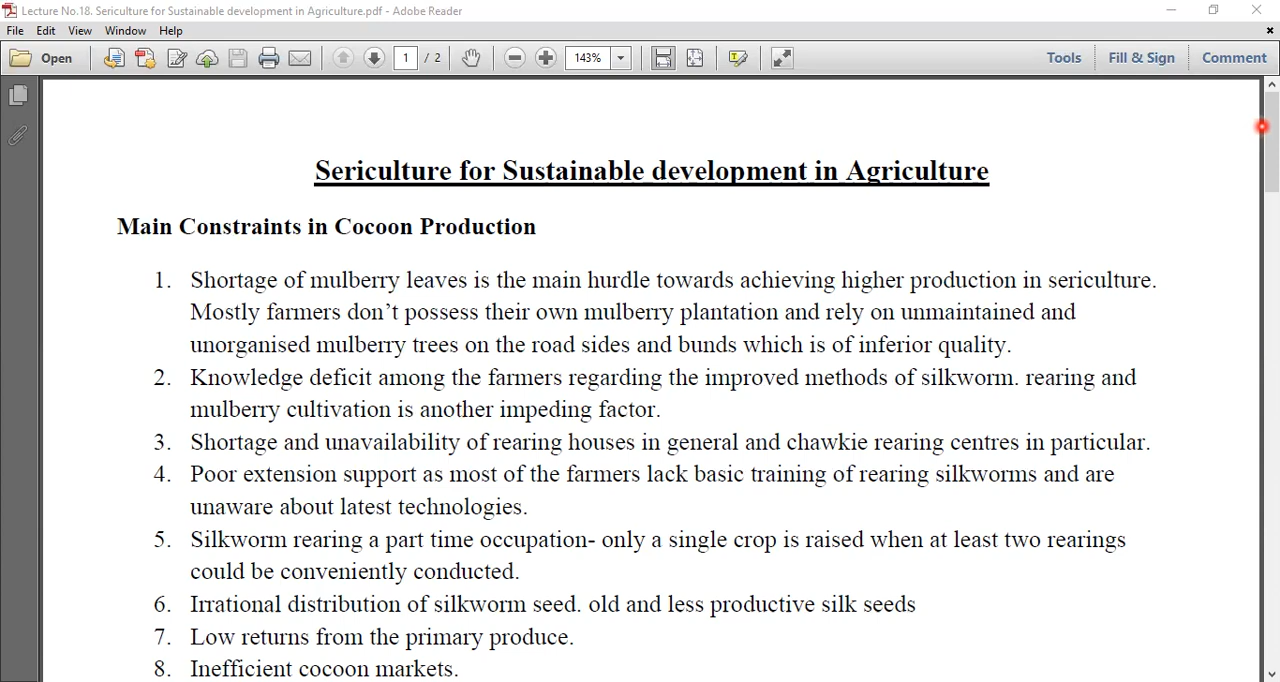 Lecture No.18. Sericulture for Sustainable development in Agriculture.pdf - Adobe Reader
File Edit View Window Help
Open 1 / 2 143% Tools Fill & Sign Comment
Sericulture for Sustainable development in Agriculture
Main Constraints in Cocoon Production
1. Shortage of mulberry leaves is the main hurdle towards achieving higher production in sericulture.
Mostly farmers don’t possess their own mulberry plantation and rely on unmaintained and
unorganised mulberry trees on the road sides and bunds which is of inferior quality.
2. Knowledge deficit among the farmers regarding the improved methods of silkworm. rearing and
mulberry cultivation is another impeding factor.
3. Shortage and unavailability of rearing houses in general and chawkie rearing centres in particular.
4. Poor extension support as most of the farmers lack basic training of rearing silkworms and are
unaware about latest technologies.
5. Silkworm rearing a part time occupation- only a single crop is raised when at least two rearings
could be conveniently conducted.
6. Irrational distribution of silkworm seed. old and less productive silk seeds
7. Low returns from the primary produce.
8. Inefficient cocoon markets.